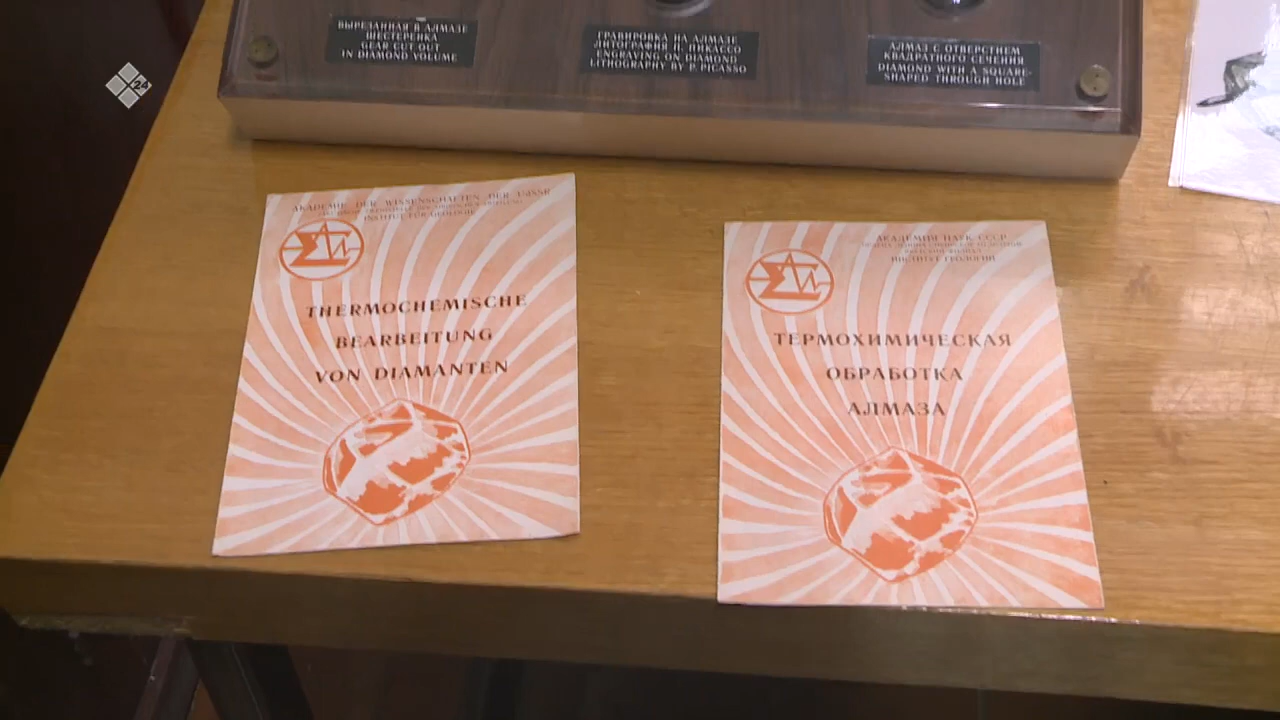 ВЫРЕЗАННАЯ В АЛМАЗЕ
ШЕСТЕРЕНКА
GEAR CUT OUT
IN DIAMOND VOLUME
ГРАВИРОВКА НА АЛМАЗЕ
ЛИТОГРАФИЯ П. ПИКАССО
ENGRAVING ON DIAMOND
LITHOGRARHY BY P. PICASSO
АЛМАЗ С ОТВЕРСТИЕМ
КВАДРАТНОГО СЕЧЕНИЯ
DIAMOND WITH A SQUARE-
SHAPED THROUGH HOLE
24
AKADEMIE DER WISSENSCHAFTEN DER UdSSR
INSTITUT FÜR GEOLOGIE
THERMOCHEMISCHE
BEARBEITUNG
VON DIAMANTEN
АКАДЕМИЯ НАУК СССР
ИНСТИТУТ ГЕОЛОГИИ
ТЕРМОХИМИЧЕСКАЯ
ОБРАБОТКА
АЛМАЗА